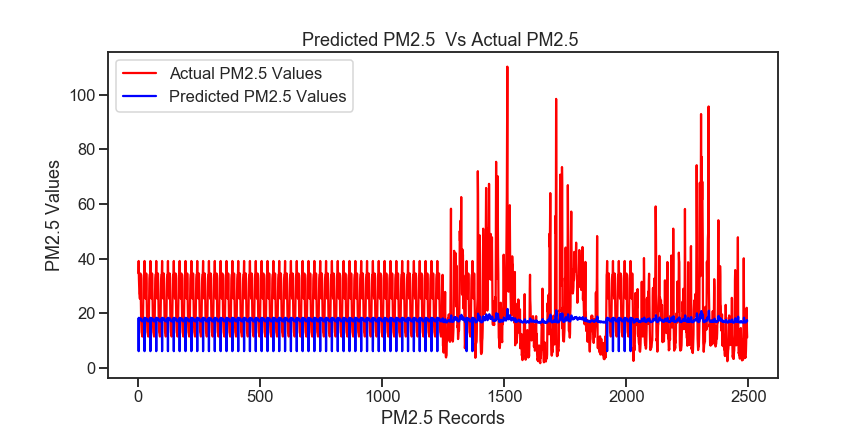 Predicted PM2.5  Vs Actual PM2.5
Actual PM2.5 Values
Predicted PM2.5 Values
PM2.5 Values
100
80
60
40
20
0
0 500 1000 1500 2000 2500
PM2.5 Records